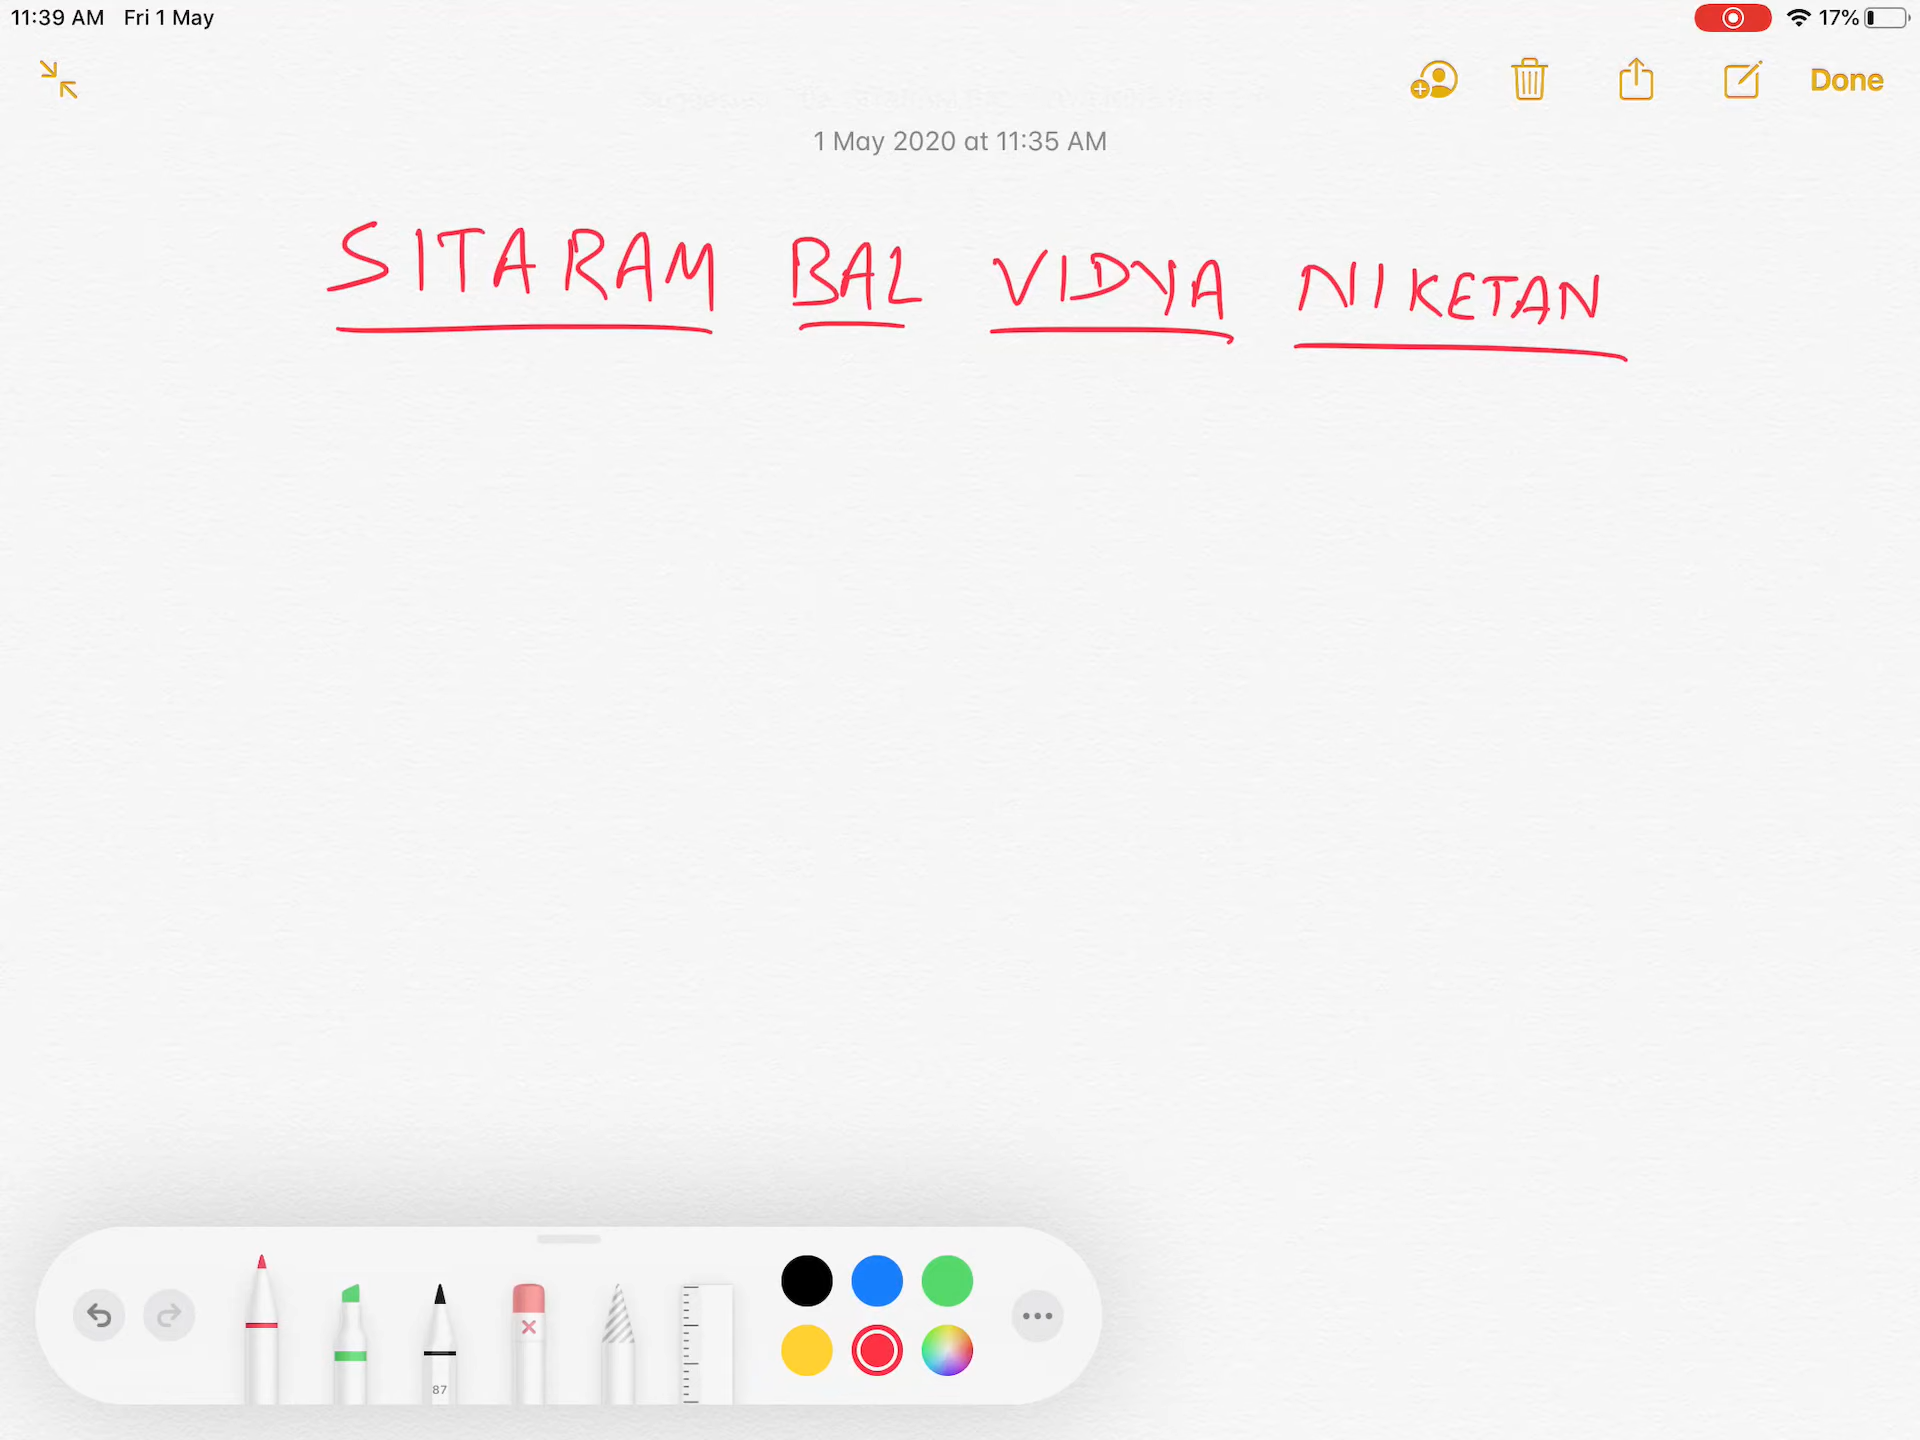 11:39 AM Fri 1 May 17%
Done
1 May 2020 at 11:35 AM
SITARAM BAL VIDYA NIKETAN
87